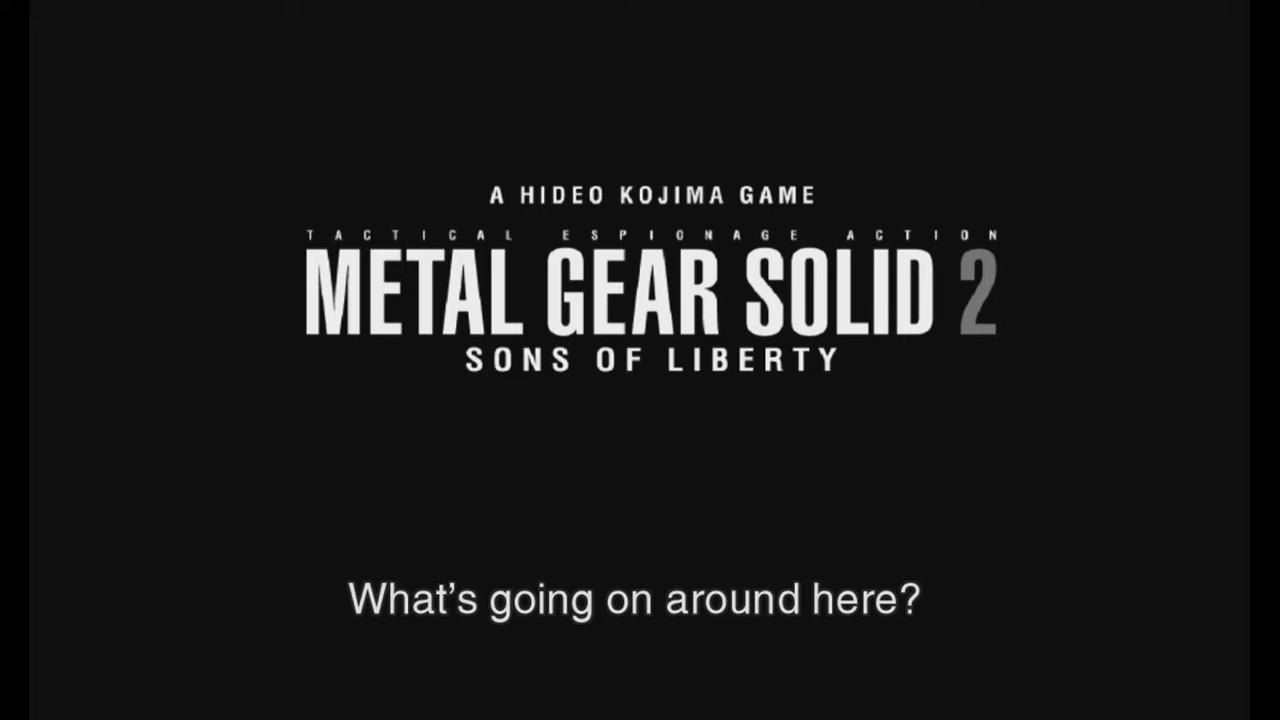 A HIDEO KOJIMA GAME
TACTICAL ESPIONAGE ACTION
METAL GEAR SOLID 2
SONS OF LIBERTY
What's going on around here?